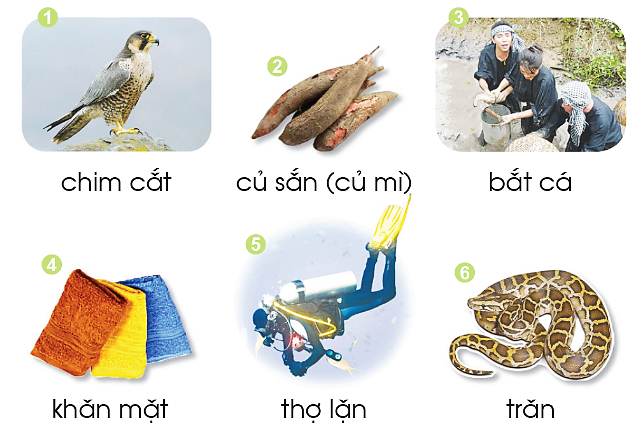 1
chim cắt
2
củ sắn (củ mì)
3
bắt cá
4
khăn mặt
5
thợ lặn
6
trăn